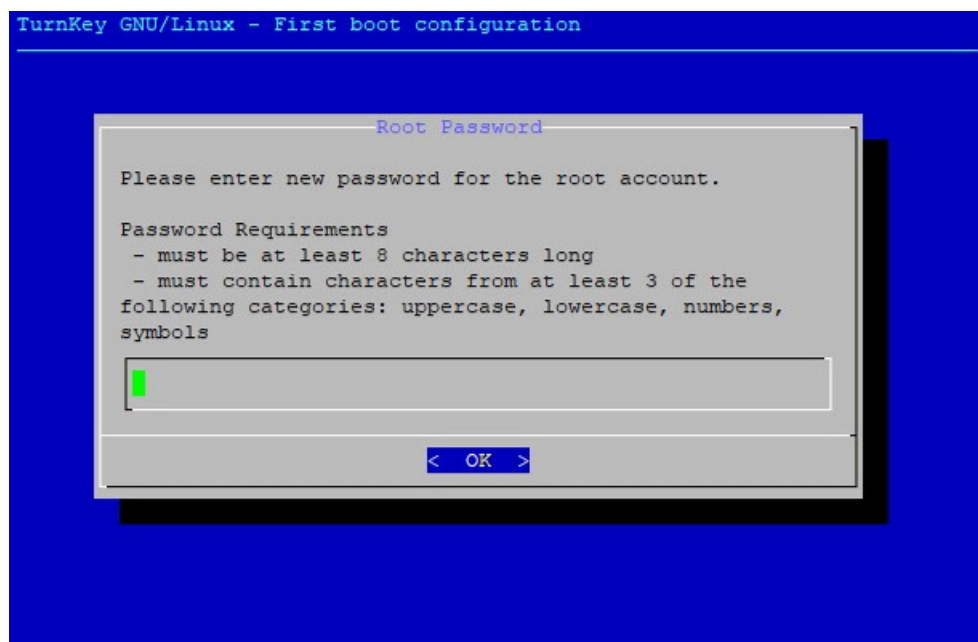 TurnKey GNU/Linux - First boot configuration
Root Password
Please enter new password for the root account.
Password Requirements
- must be at least 8 characters long
- must contain characters from at least 3 of the
following categories: uppercase, lowercase, numbers,
symbols
< OK >